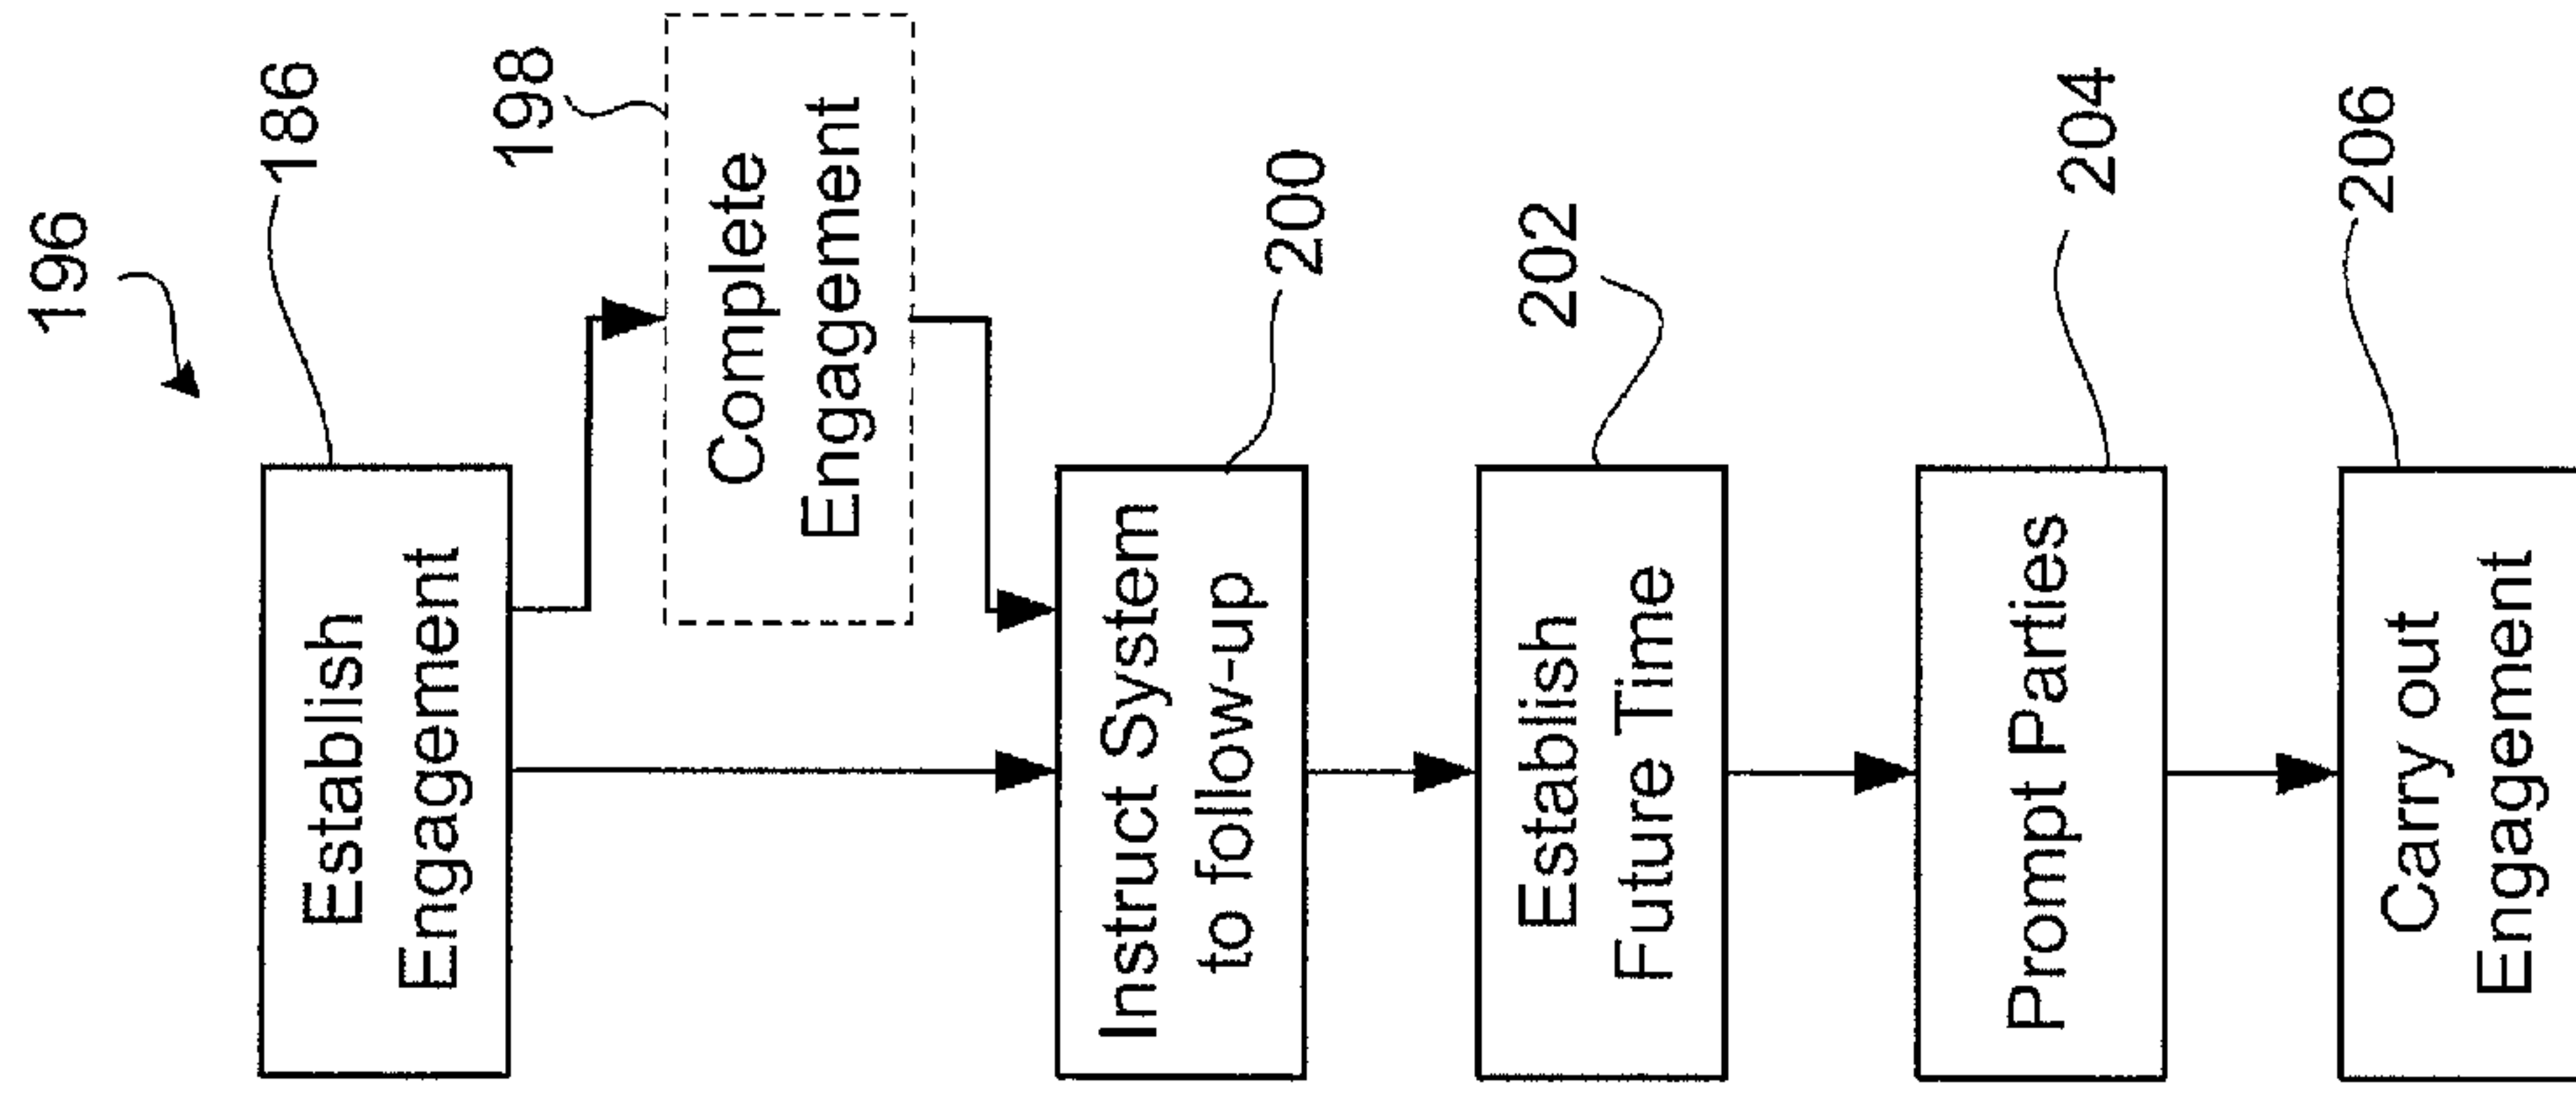 196
186
Establish
Engagement
198
Complete
Engagement
200
Instruct System
to follow-up
202
Establish
Future Time
204
Prompt Parties
206
Carry out
Engagement